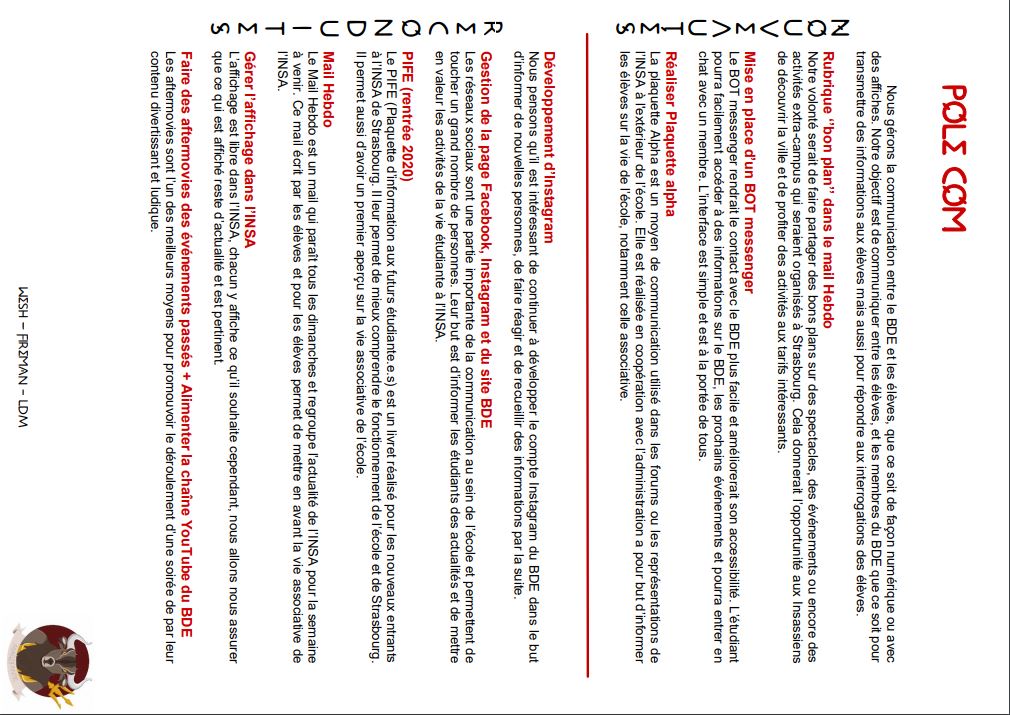 POLE COM
Nous gérons la communication entre le BDE et les élèves, que ce soit de façon numérique ou avec
des affiches. Notre objectif est de communiquer entre les élèves, et les membres du BDE que ce soit pour
transmettre des informations aux élèves mais aussi pour répondre aux interrogations des élèves.
NOUVEAUTÉS
Rubrique ‘’bon plan’’ dans le mail Hebdo
Notre volonté serait de faire partager des bons plans sur des spectacles, des événements ou encore des
activités extra-campus qui seraient organisés à Strasbourg. Cela donnerait l’opportunité aux Insassiens
de découvrir la ville et de profiter des activités aux tarifs intéressants.
Mise en place d’un BOT messenger
Le BOT messenger rendrait le contact avec le BDE plus facile et améliorerait son accessibilité. L’étudiant
pourra facilement accéder à des informations sur le BDE, les prochains événements et pourra entrer en
chat avec un membre. L’interface est simple et est à la portée de tous.
Réaliser Plaquette alpha
La plaquette Alpha est un moyen de communication utilisé dans les forums ou les représentations de
l’INSA à l'extérieur de l’école. Elle est réalisée en coopération avec l’administration a pour but d’informer
les élèves sur la vie de l’école, notamment celle associative.
RECONDUITES
Développement d’Instagram
Nous pensons qu’il est intéressant de continuer à développer le compte Instagram du BDE dans le but
d’informer de nouvelles personnes, de faire réagir et de recueillir des informations par la suite.
Gestion de la page Facebook, Instagram et du site BDE
Les réseaux sociaux sont une partie importante de la communication au sein de l’école et permettent de
toucher un grand nombre de personnes. Leur but est d’informer les étudiants des actualités et de mettre
en valeur les activités de la vie étudiante à l’INSA.
PIFE (rentrée 2020)
Le PIFE (Plaquette d’information aux futurs étudiante.e.s) est un livret réalisé pour les nouveaux entrants
à l’INSA de Strasbourg. Il leur permet de mieux comprendre le fonctionnement de l’école et de Strasbourg.
Il permet aussi d’avoir un premier aperçu sur la vie associative de l’école.
Mail Hebdo
Le Mail Hebdo est un mail qui paraît tous les dimanches et regroupe l’actualité de l’INSA pour la semaine
à venir. Ce mail écrit par les élèves et pour les élèves permet de mettre en avant la vie associative de
l’INSA.
Gérer l’affichage dans l’INSA
L’affichage est libre dans l’INSA, chacun y affiche ce qu’il souhaite cependant, nous allons nous assurer
que ce qui est affiché reste d’actualité et est pertinent.
Faire des aftermovies des événements passés + Alimenter la chaîne YouTube du BDE
Les aftermovies sont l’un des meilleurs moyens pour promouvoir le déroulement d’une soirée de par leur
contenu divertissant et ludique.
WESH – FIREMAN - LDM